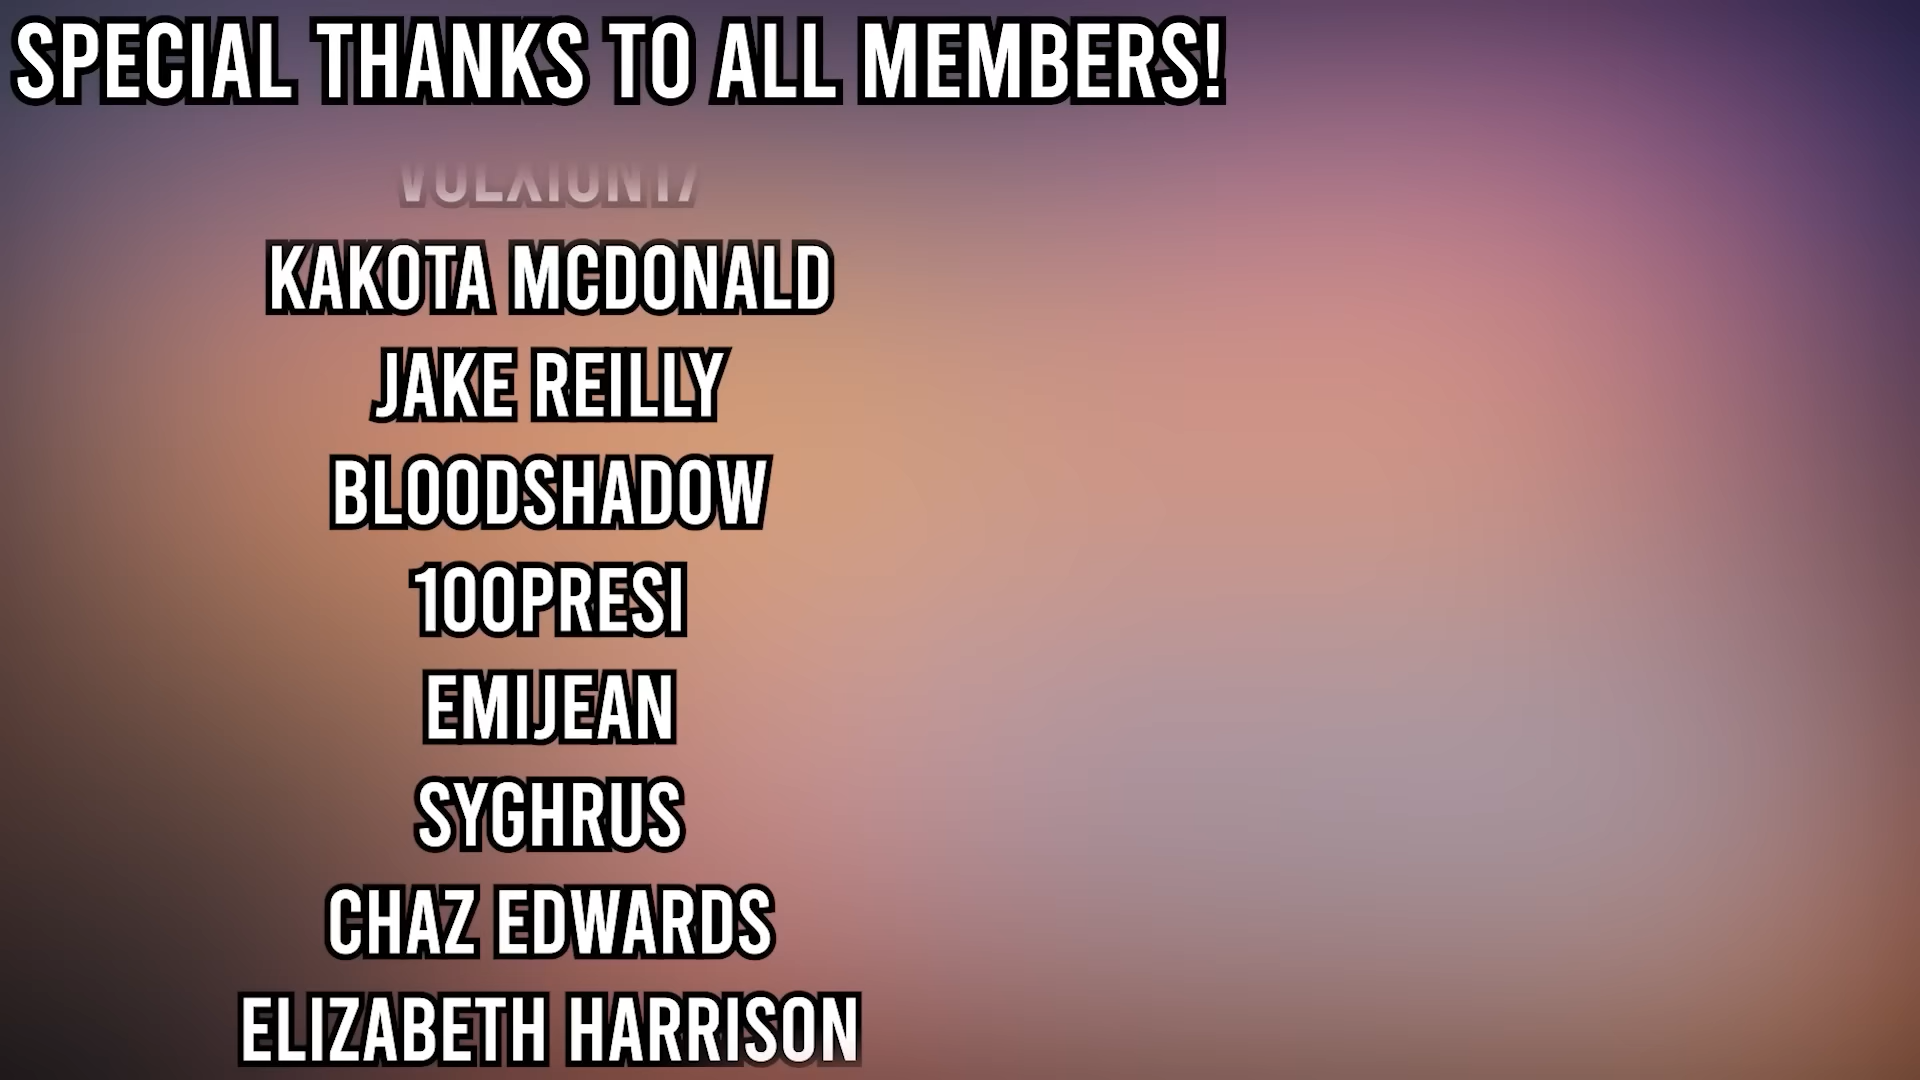 SPECIAL THANKS TO ALL MEMBERS!
KAKOTA MCDONALD
JAKE REILLY
BLOODSHADOW
100PRESI
EMIJEAN
SYGHRUS
CHAZ EDWARDS
ELIZABETH HARRISON